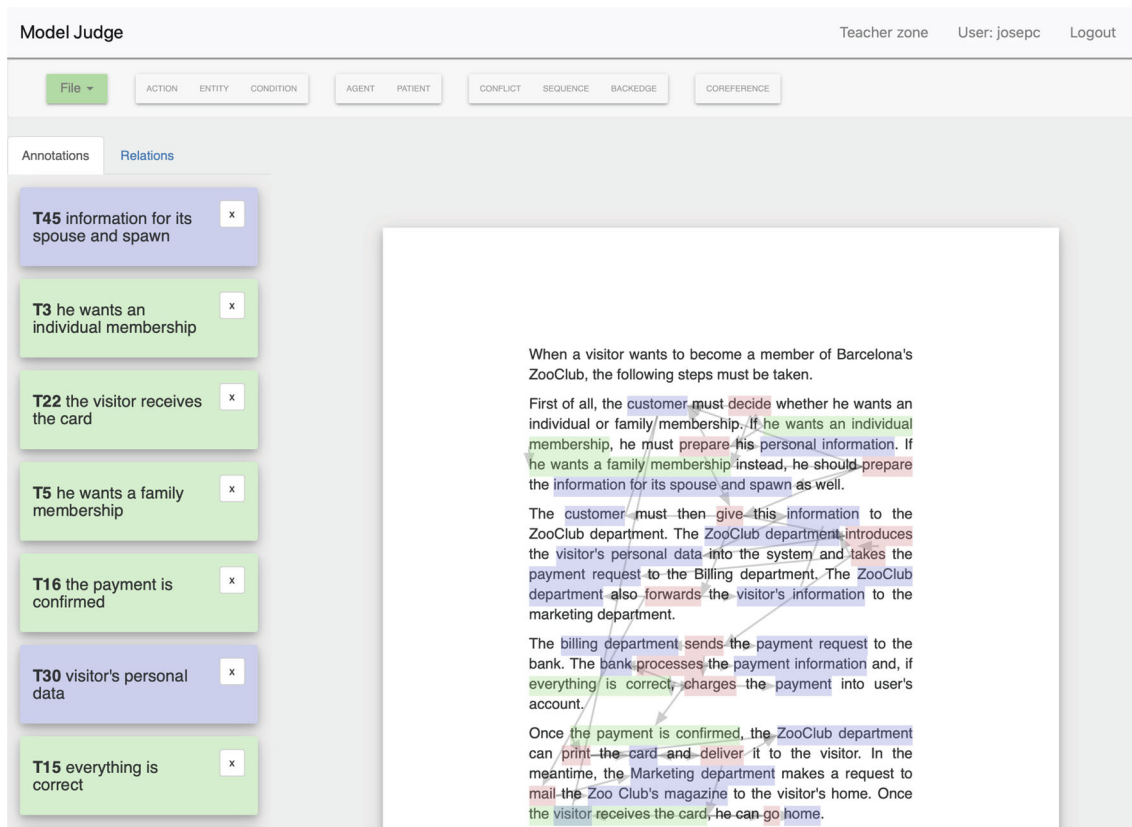 Model Judge
Teacher zone
User: josepc
Logout
File
ACTION
ENTITY
CONDITION
AGENT
PATIENT
CONFLICT
SEQUENCE
BACKEDGE
COREFERENCE
Annotations
Relations
T45 information for its
spouse and spawn
x
T3 he wants an
individual membership
x
T22 the visitor receives
the card
x
T5 he wants a family
membership
x
T16 the payment is
confirmed
x
T30 visitor's personal
data
x
T15 everything is
correct
x
When a visitor wants to become a member of Barcelona's
ZooClub, the following steps must be taken.
First of all, the customer must decide whether he wants an
individual or family membership. If he wants an individual
membership, he must prepare his personal information. If
he wants a family membership instead, he should prepare
the information for its spouse and spawn as well.
The customer must then give this information to the
ZooClub department. The ZooClub department introduces
the visitor's personal data into the system and takes the
payment request to the Billing department. The ZooClub
department also forwards the visitor's information to the
marketing department.
The billing department sends the payment request to the
bank. The bank processes the payment information and, if
everything is correct, charges the payment into user's
account.
Once the payment is confirmed, the ZooClub department
can print the card and deliver it to the visitor. In the
meantime, the Marketing department makes a request to
mail the Zoo Club's magazine to the visitor's home. Once
the visitor receives the card, he can go home.